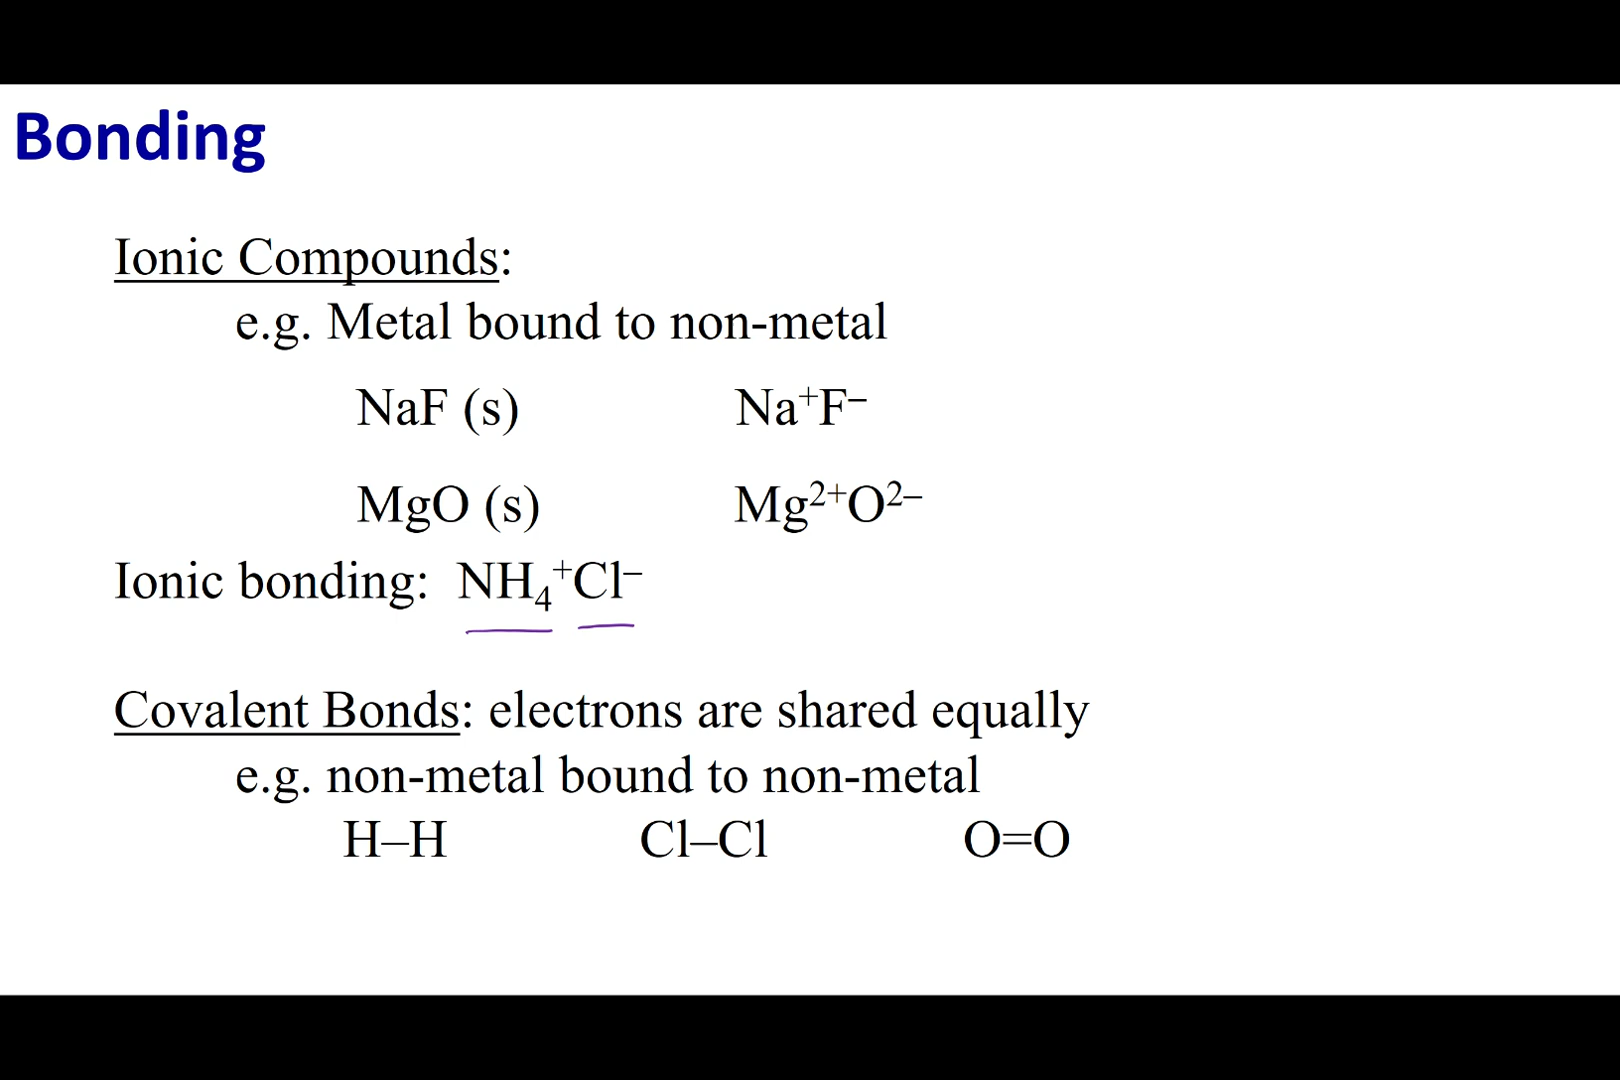 Bonding
Ionic Compounds:
e.g. Metal bound to non-metal
NaF (s) Na⁺F⁻
MgO (s) Mg²⁺O²⁻
Ionic bonding: NH₄⁺Cl⁻
Covalent Bonds: electrons are shared equally
e.g. non-metal bound to non-metal
H–H Cl–Cl O=O